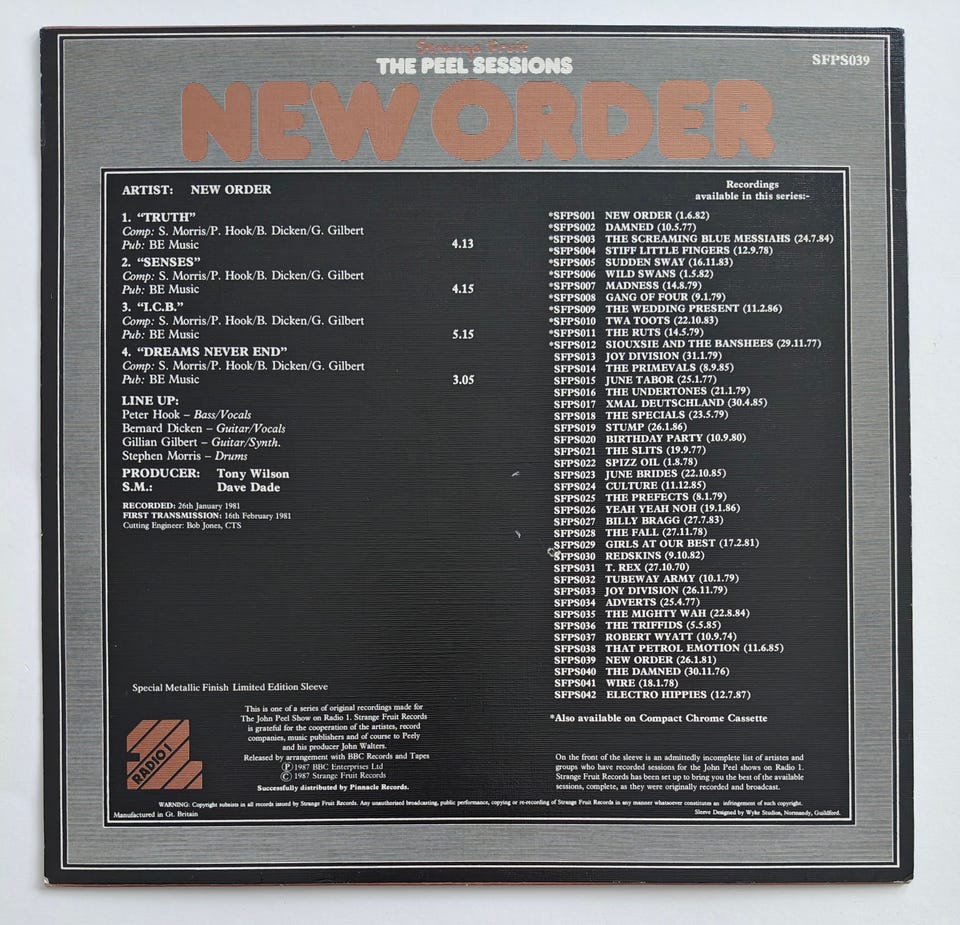 Strange Fruit
THE PEEL SESSIONS
SFPS039
NEW ORDER
ARTIST: NEW ORDER
1. “TRUTH”
Comp: S. Morris/P. Hook/B. Dicken/G. Gilbert
Pub: BE Music 4.13
2. “SENSES”
Comp: S. Morris/P. Hook/B. Dicken/G. Gilbert
Pub: BE Music 4.15
3. “I.C.B.”
Comp: S. Morris/P. Hook/B. Dicken/G. Gilbert
Pub: BE Music 5.15
4. “DREAMS NEVER END”
Comp: S. Morris/P. Hook/B. Dicken/G. Gilbert
Pub: BE Music 3.05
LINE UP:
Peter Hook – Bass/Vocals
Bernard Dicken – Guitar/Vocals
Gillian Gilbert – Guitar/Synth.
Stephen Morris – Drums
PRODUCER: Tony Wilson
S.M.: Dave Dade
RECORDED: 26th January 1981
FIRST TRANSMISSION: 16th February 1981
Cutting Engineer: Bob Jones, CTS
Recordings
available in this series:-
*SFPS001 NEW ORDER (1.6.82)
*SFPS002 DAMNED (10.5.77)
*SFPS003 THE SCREAMING BLUE MESSIAHS (24.7.84)
*SFPS004 STIFF LITTLE FINGERS (12.9.78)
*SFPS005 SUDDEN SWAY (16.11.83)
*SFPS006 WILD SWANS (1.5.82)
*SFPS007 MADNESS (14.8.79)
*SFPS008 GANG OF FOUR (9.1.79)
*SFPS009 THE WEDDING PRESENT (11.2.86)
*SFPS010 TWA TOOTS (22.10.83)
*SFPS011 THE RUTS (14.5.79)
*SFPS012 SIOUXSIE AND THE BANSHEES (29.11.77)
SFPS013 JOY DIVISION (31.1.79)
SFPS014 THE PRIMEVALS (8.9.85)
SFPS015 JUNE TABOR (25.1.77)
SFPS016 THE UNDERTONES (21.1.79)
SFPS017 XMAL DEUTSCHLAND (30.4.85)
SFPS018 THE SPECIALS (23.5.79)
SFPS019 STUMP (26.1.86)
SFPS020 BIRTHDAY PARTY (10.9.80)
SFPS021 THE SLITS (19.9.77)
SFPS022 SPIZZ OIL (1.8.78)
SFPS023 JUNE BRIDES (22.10.85)
SFPS024 CULTURE (11.12.85)
SFPS025 THE PREFECTS (8.1.79)
SFPS026 YEAH YEAH NOH (19.1.86)
SFPS027 BILLY BRAGG (27.7.83)
SFPS028 THE FALL (27.11.78)
SFPS029 GIRLS AT OUR BEST (17.2.81)
SFPS030 REDSKINS (9.10.82)
SFPS031 T. REX (27.10.70)
SFPS032 TUBEWAY ARMY (10.1.79)
SFPS033 JOY DIVISION (26.11.79)
SFPS034 ADVERTS (25.4.77)
SFPS035 THE MIGHTY WAH (22.8.84)
SFPS036 THE TRIFFIDS (5.5.85)
SFPS037 ROBERT WYATT (10.9.74)
SFPS038 THAT PETROL EMOTION (11.6.85)
SFPS039 NEW ORDER (26.1.81)
SFPS040 THE DAMNED (30.11.76)
SFPS041 WIRE (18.1.78)
SFPS042 ELECTRO HIPPIES (12.7.87)
*Also available on Compact Chrome Cassette
Special Metallic Finish Limited Edition Sleeve
RADIO 1
This is one of a series of original recordings made for
The John Peel Show on Radio 1. Strange Fruit Records
is grateful for the cooperation of the artists, record
companies, music publishers and of course to Peely
and his producer John Walters.
Released by arrangement with BBC Records and Tapes
Ⓟ 1987 BBC Enterprises Ltd
© 1987 Strange Fruit Records
Successfully distributed by Pinnacle Records.
On the front of the sleeve is an admittedly incomplete list of artists and
groups who have recorded sessions for the John Peel shows on Radio 1.
Strange Fruit Records has been set up to bring you the best of the available
sessions, complete, as they were originally recorded and broadcast.
WARNING: Copyright subsists in all records issued by Strange Fruit Records. Any unauthorised broadcasting, public performance, copying or re-recording of Strange Fruit Records in any manner whatsoever constitutes an infringement of such copyright.
Manufactured in Gt. Britain
Sleeve Designed by Wyke Studios, Normandy, Guildford.